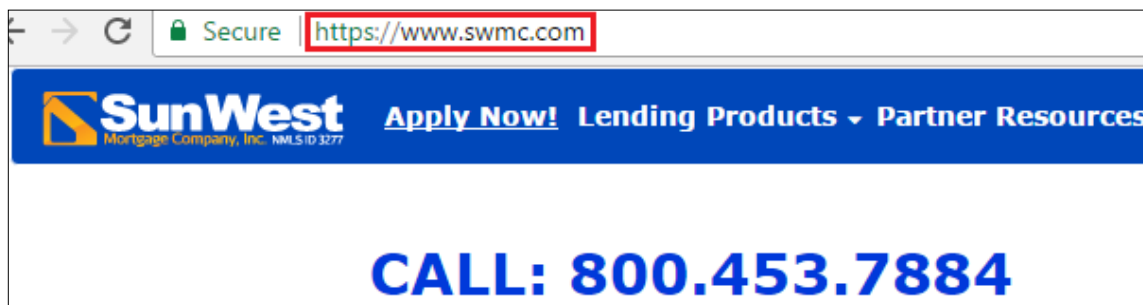 Secure https://www.swmc.com
SunWest
Mortgage Company, Inc. NMLS ID 3277
Apply Now! Lending Products Partner Resources
CALL: 800.453.7884